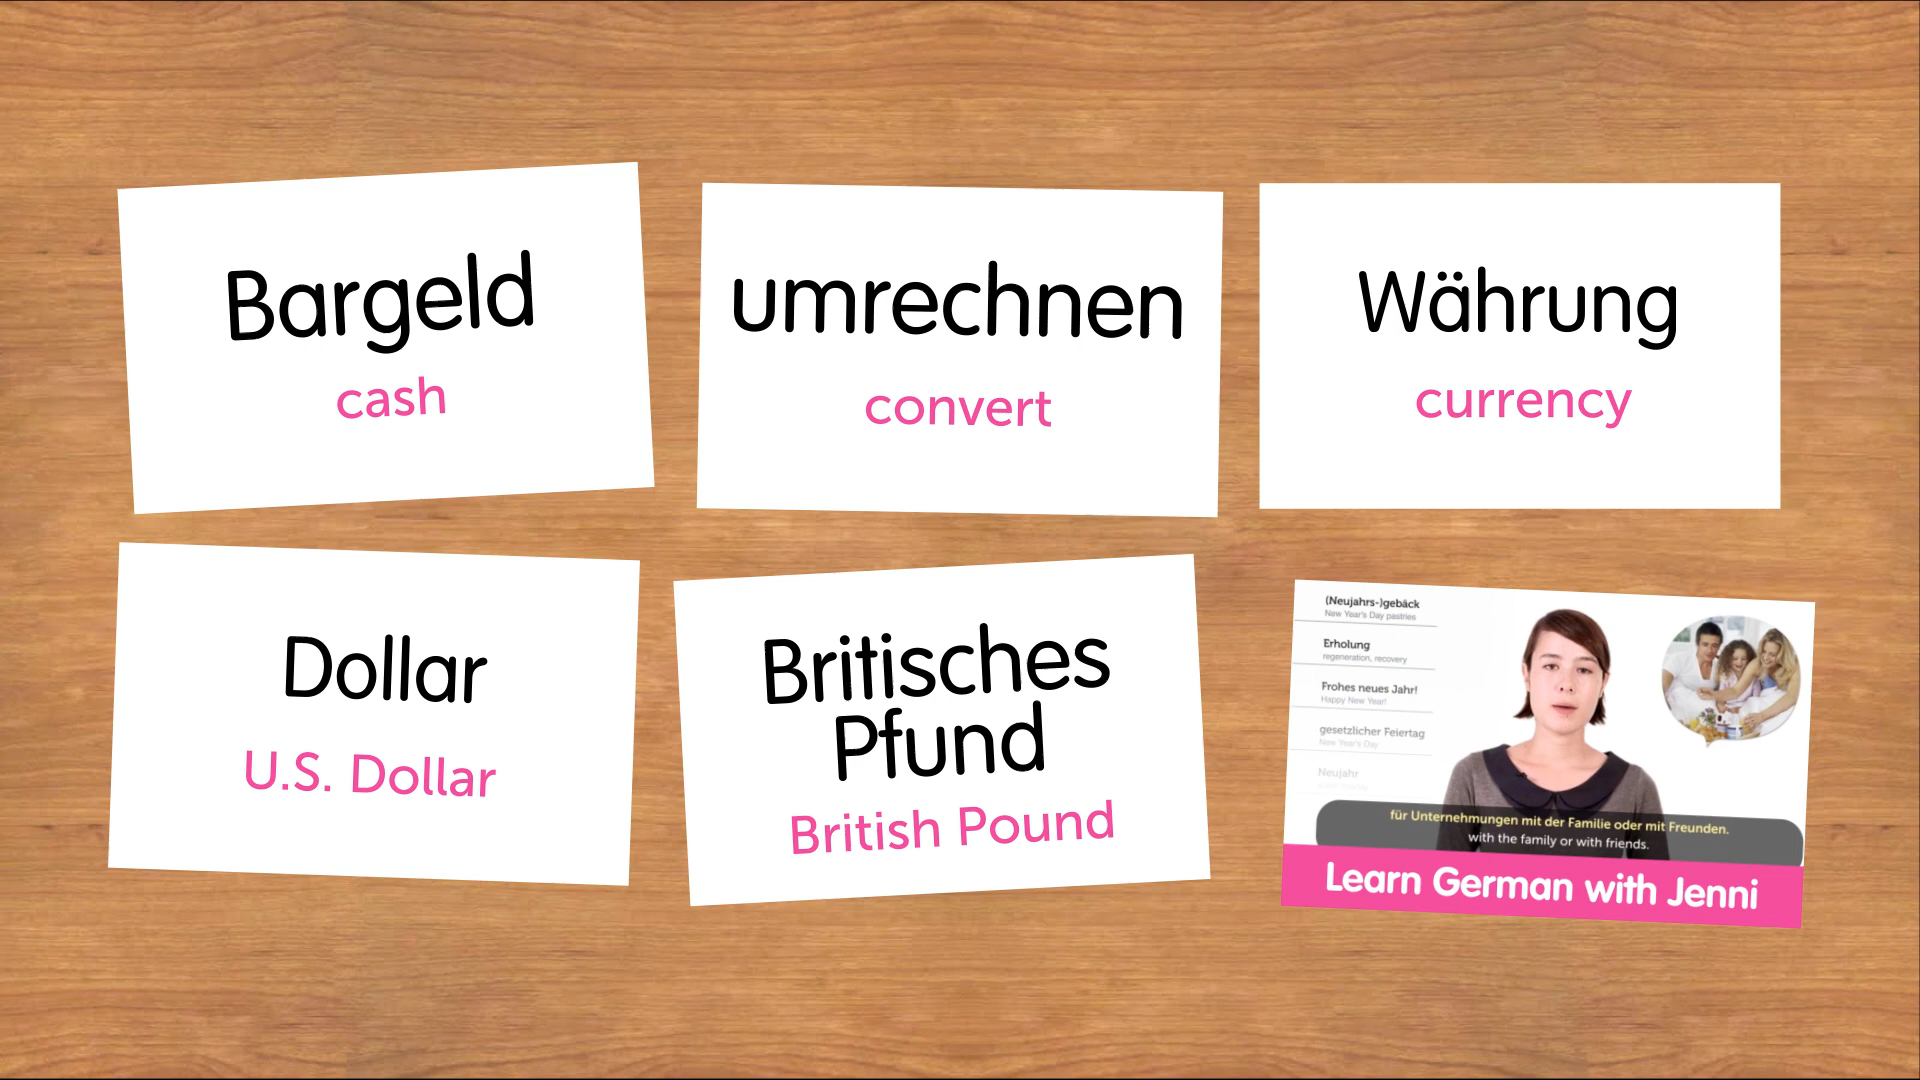 Bargeld
cash
umrechnen
convert
Währung
currency
Dollar
U.S. Dollar
Britisches
Pfund
British Pound
(Neujahrs-)gebäck
New Year's Day pastries
Erholung
regeneration, recovery
Frohes neues Jahr!
Happy New Year!
gesetzlicher Feiertag
New Year's Day
Neujahr
für Unternehmungen mit der Familie oder mit Freunden.
with the family or with friends.
Learn German with Jenni